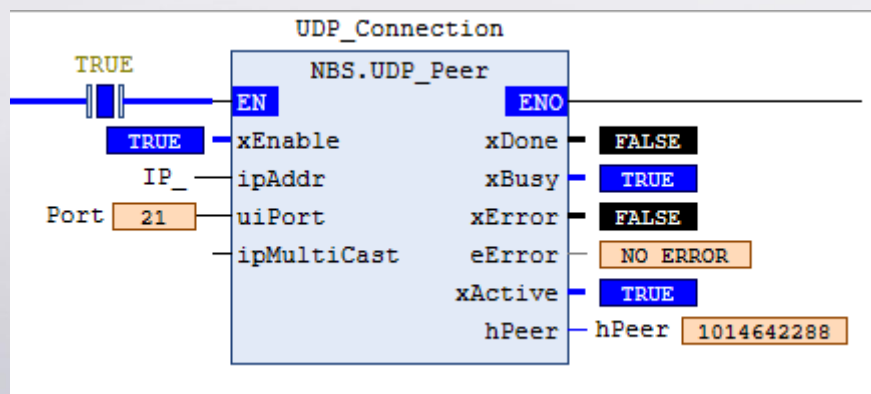 UDP_Connection
TRUE
NBS.UDP_Peer
EN ENO
TRUE xEnable xDone FALSE
IP_ ipAddr xBusy TRUE
Port 21 uiPort xError FALSE
ipMultiCast eError NO ERROR
xActive TRUE
hPeer hPeer 1014642288